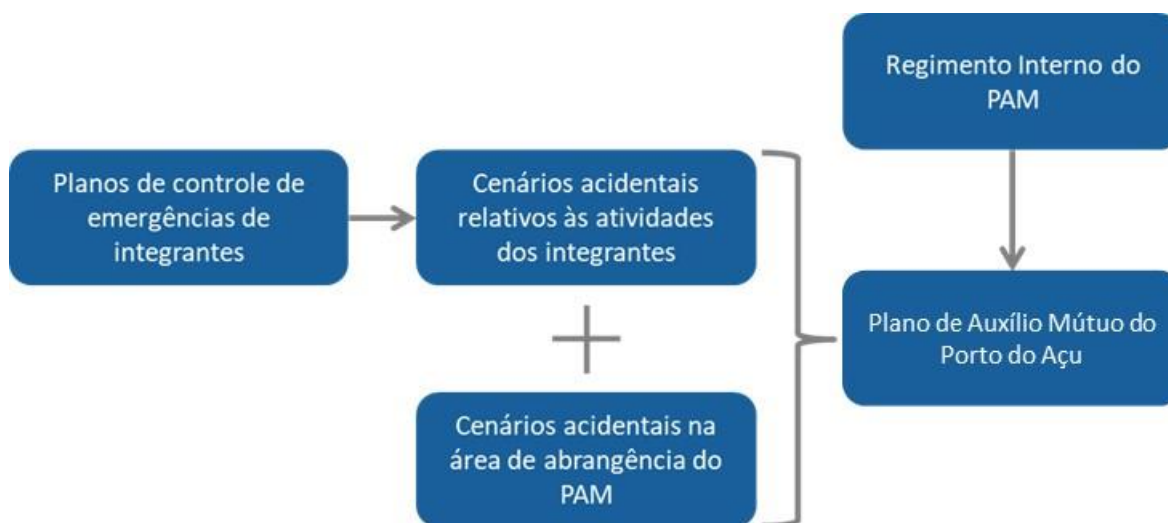 Planos de controle de
emergências de
integrantes
Cenários acidentais
relativos às atividades
dos integrantes
Cenários acidentais na
área de abrangência do
PAM
Regimento Interno do
PAM
Plano de Auxílio Mútuo do
Porto do Açu